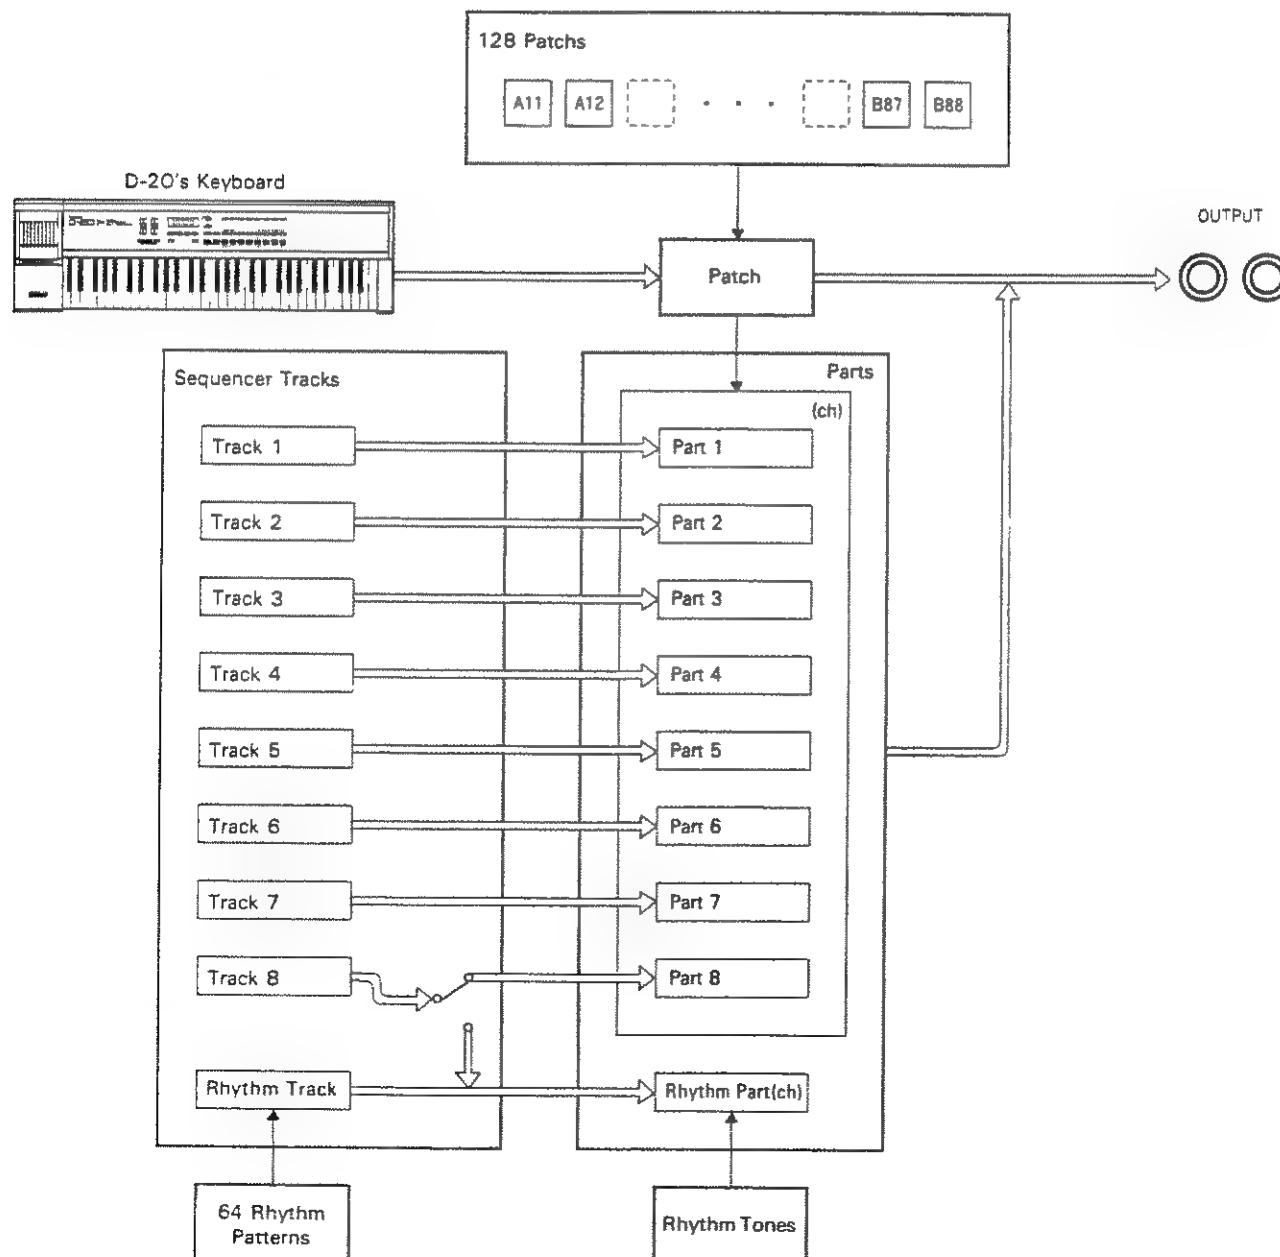 128 Patchs
A11 A12 . . . B87 B88
D-20's Keyboard
OUTPUT
Patch
Sequencer Tracks
Parts
(ch)
Track 1
Part 1
Track 2
Part 2
Track 3
Part 3
Track 4
Part 4
Track 5
Part 5
Track 6
Part 6
Track 7
Part 7
Track 8
Part 8
Rhythm Track
Rhythm Part(ch)
64 Rhythm
Patterns
Rhythm Tones